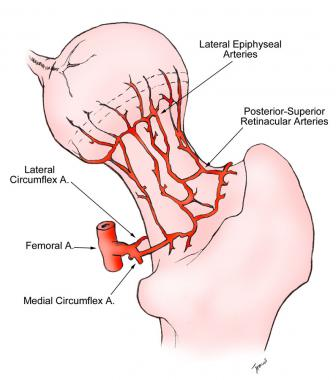 Lateral Epiphyseal
Arteries
Posterior-Superior
Retinacular Arteries
Lateral
Circumflex A.
Femoral A.
Medial Circumflex A.